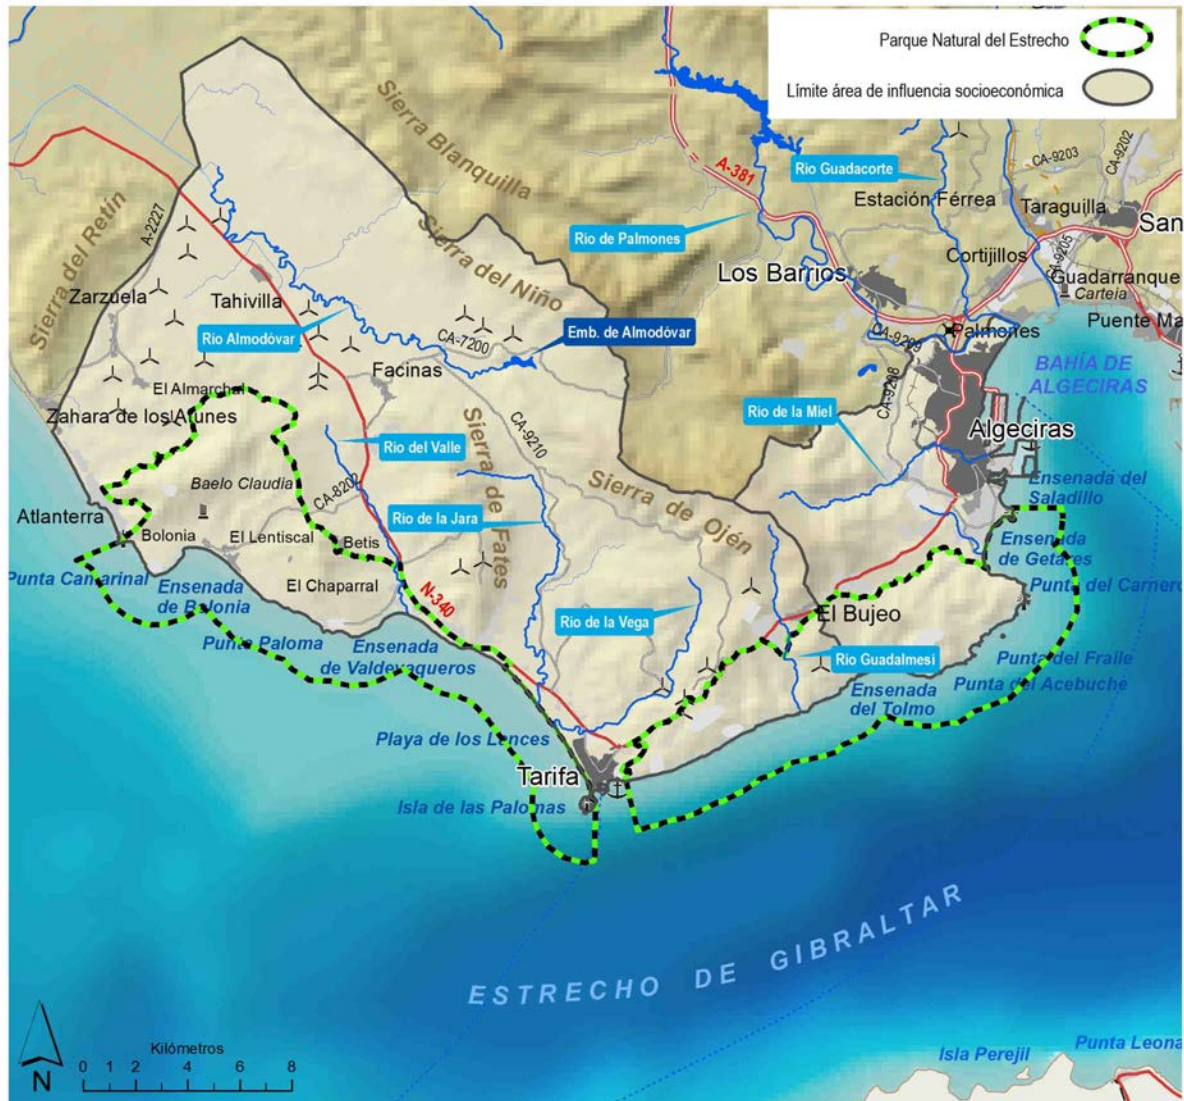 Parque Natural del Estrecho
Límite área de influencia socioeconómica
Sierra Blanquilla
A-381
Río Guadacorte
CA-9203
CA-9202
Estación Férrea
Taraguilla
San
A-2227
Sierra del Retín
Sierra del Niño
Río de Palmones
CA-9205
Cortijillos
Los Barrios
Guadarranque
Carteia
Zarzuela
Tahivilla
Puente Ma
Río Almodóvar
CA-7200
Emb. de Almodóvar
Palmones
CA-9209
Facinas
BAHÍA DE
ALGECIRAS
El Almarchal
CA-9208
Zahara de los Atunes
Río de la Miel
Algeciras
Río del Valle
CA-9210
Sierra de Fates
Baelo Claudia
CA-8202
Sierra de Ojén
Ensenada del
Saladillo
Atlanterra
Río de la Jara
Bolonia
El Lentiscal
Betis
Ensenada
de Getares
Punta Camarinal
Ensenada
de Bolonia
El Chaparral
N-340
Punta del Carnero
El Bujeo
Río de la Vega
Punta Paloma
Ensenada
de Valdevaqueros
Río Guadalmesí
Punta del Fraile
Punta del Acebuche
Ensenada
del Tolmo
Playa de los Lances
Tarifa
Isla de las Palomas
ESTRECHO DE GIBRALTAR
Kilómetros
0 2 4 6 8
N
Isla Perejil
Punta Leona